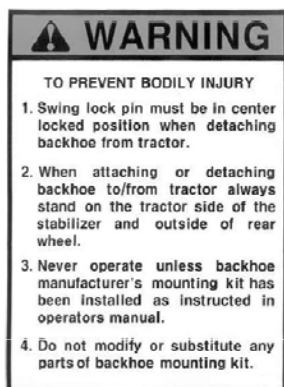 WARNING
TO PREVENT BODILY INJURY
1. Swing lock pin must be in center
locked position when detaching
backhoe from tractor.
2. When attaching or detaching
backhoe to/from tractor always
stand on the tractor side of the
stabilizer and outside of rear
wheel.
3. Never operate unless backhoe
manufacturer's mounting kit has
been installed as instructed in
operators manual.
4. Do not modify or substitute any
parts of backhoe mounting kit.